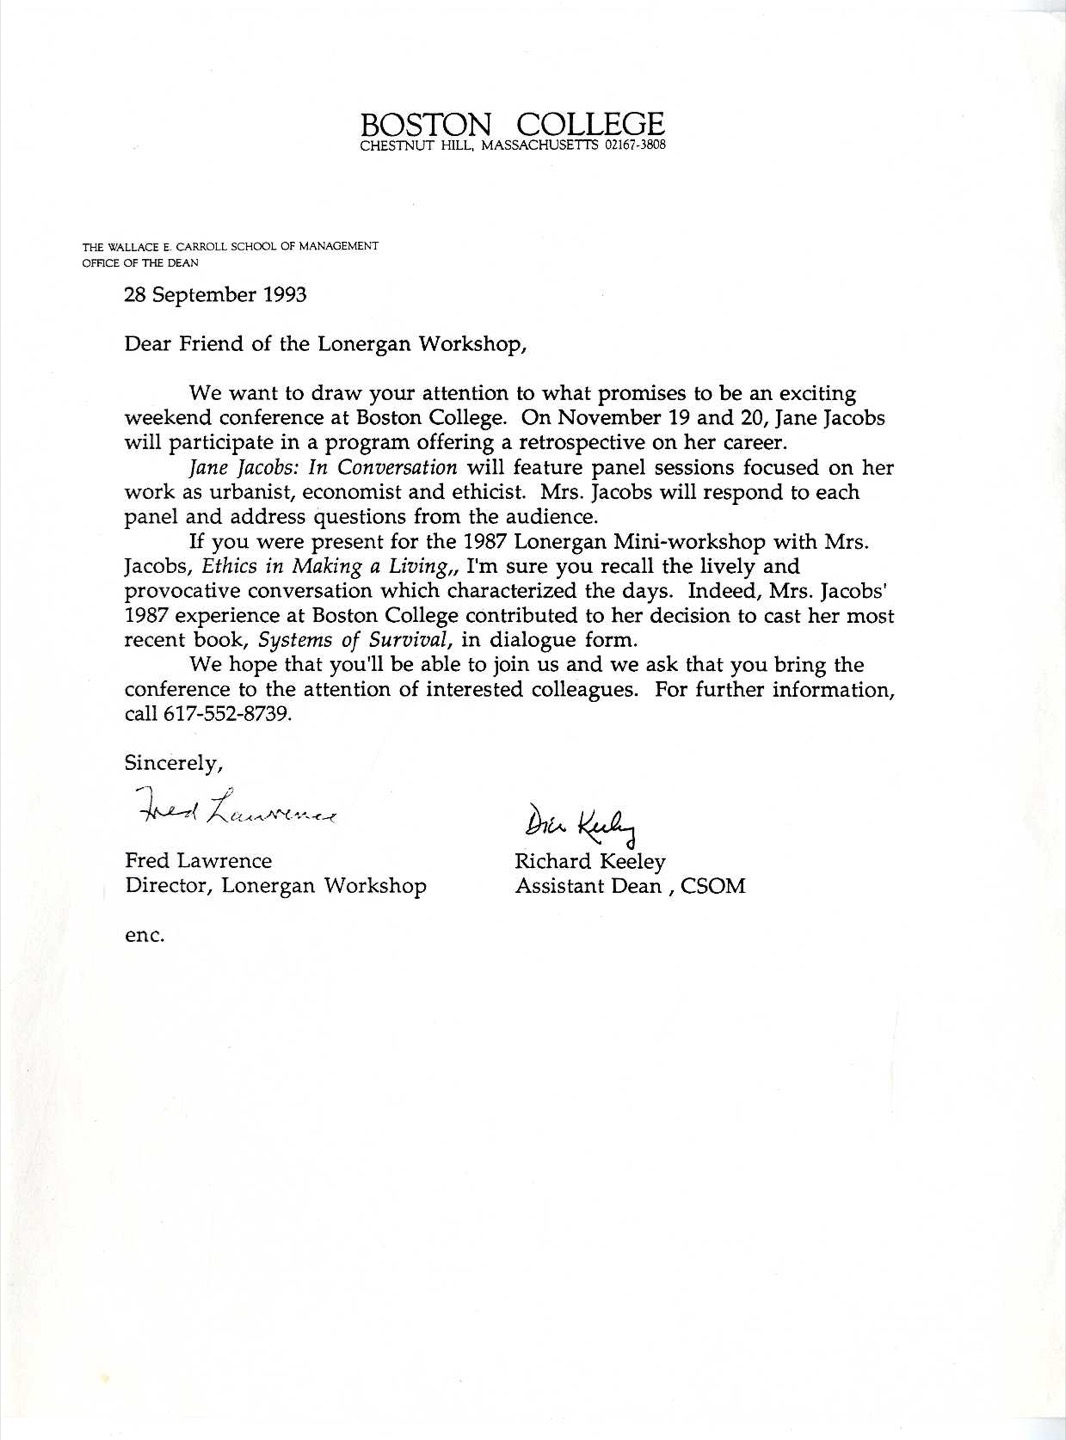 BOSTON COLLEGE
CHESTNUT HILL, MASSACHUSETTS 02167-3808
THE WALLACE E. CARROLL SCHOOL OF MANAGEMENT
OFFICE OF THE DEAN
28 September 1993
Dear Friend of the Lonergan Workshop,
We want to draw your attention to what promises to be an exciting
weekend conference at Boston College. On November 19 and 20, Jane Jacobs
will participate in a program offering a retrospective on her career.
Jane Jacobs: In Conversation will feature panel sessions focused on her
work as urbanist, economist and ethicist. Mrs. Jacobs will respond to each
panel and address questions from the audience.
If you were present for the 1987 Lonergan Mini-workshop with Mrs.
Jacobs, Ethics in Making a Living,, I'm sure you recall the lively and
provocative conversation which characterized the days. Indeed, Mrs. Jacobs'
1987 experience at Boston College contributed to her decision to cast her most
recent book, Systems of Survival, in dialogue form.
We hope that you'll be able to join us and we ask that you bring the
conference to the attention of interested colleagues. For further information,
call 617-552-8739.
Sincerely,
Fred Lawrence
Dick Keeley
Fred Lawrence
Richard Keeley
Director, Lonergan Workshop
Assistant Dean , CSOM
enc.